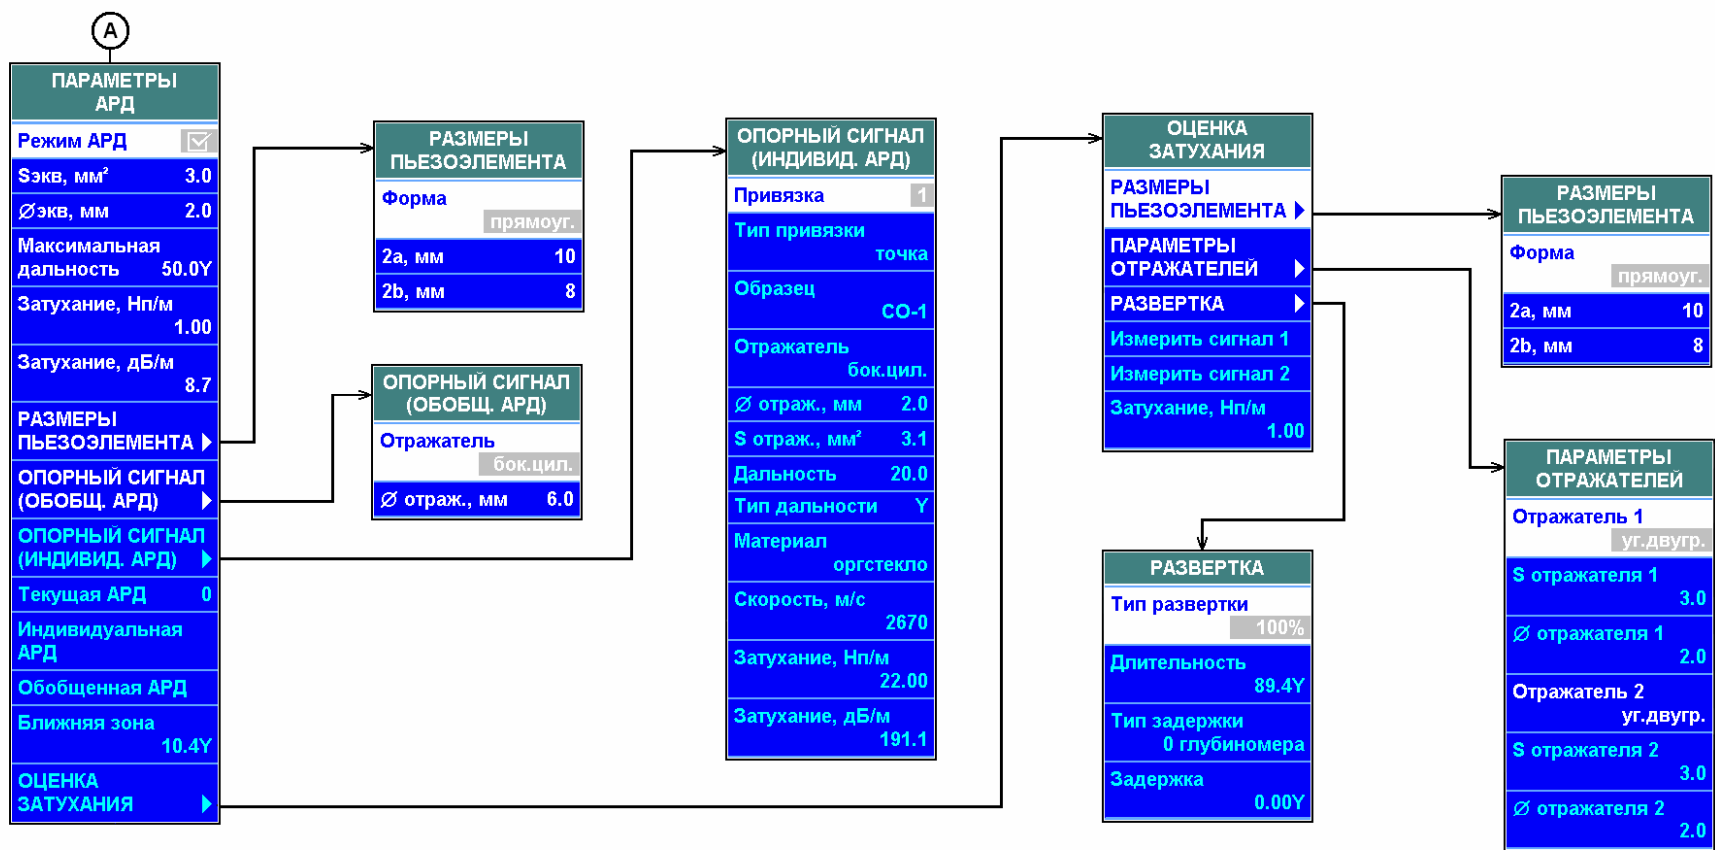 А
ПАРАМЕТРЫ
АРД
Режим АРД
Sэкв, мм² 3.0
∅экв, мм 2.0
Максимальная
дальность 50.0Y
Затухание, Нп/м
1.00
Затухание, дБ/м
8.7
РАЗМЕРЫ
ПЬЕЗОЭЛЕМЕНТА
ОПОРНЫЙ СИГНАЛ
(ОБОБЩ. АРД)
ОПОРНЫЙ СИГНАЛ
(ИНДИВИД. АРД)
Текущая АРД 0
Индивидуальная
АРД
Обобщенная АРД
Ближняя зона
10.4Y
ОЦЕНКА
ЗАТУХАНИЯ
РАЗМЕРЫ
ПЬЕЗОЭЛЕМЕНТА
Форма
прямоуг.
2a, мм 10
2b, мм 8
ОПОРНЫЙ СИГНАЛ
(ОБОБЩ. АРД)
Отражатель
бок.цил.
∅ отраж., мм 6.0
ОПОРНЫЙ СИГНАЛ
(ИНДИВИД. АРД)
Привязка 1
Тип привязки
точка
Образец
СО-1
Отражатель
бок.цил.
∅ отраж., мм 2.0
S отраж., мм² 3.1
Дальность 20.0
Тип дальности Y
Материал
оргстекло
Скорость, м/с
2670
Затухание, Нп/м
22.00
Затухание, дБ/м
191.1
ОЦЕНКА
ЗАТУХАНИЯ
РАЗМЕРЫ
ПЬЕЗОЭЛЕМЕНТА
ПАРАМЕТРЫ
ОТРАЖАТЕЛЕЙ
РАЗВЕРТКА
Измерить сигнал 1
Измерить сигнал 2
Затухание, Нп/м
1.00
РАЗВЕРТКА
Тип развертки
100%
Длительность
89.4Y
Тип задержки
0 глубиномера
Задержка
0.00Y
РАЗМЕРЫ
ПЬЕЗОЭЛЕМЕНТА
Форма
прямоуг.
2a, мм 10
2b, мм 8
ПАРАМЕТРЫ
ОТРАЖАТЕЛЕЙ
Отражатель 1
уг.двугр.
S отражателя 1
3.0
∅ отражателя 1
2.0
Отражатель 2
уг.двугр.
S отражателя 2
3.0
∅ отражателя 2
2.0